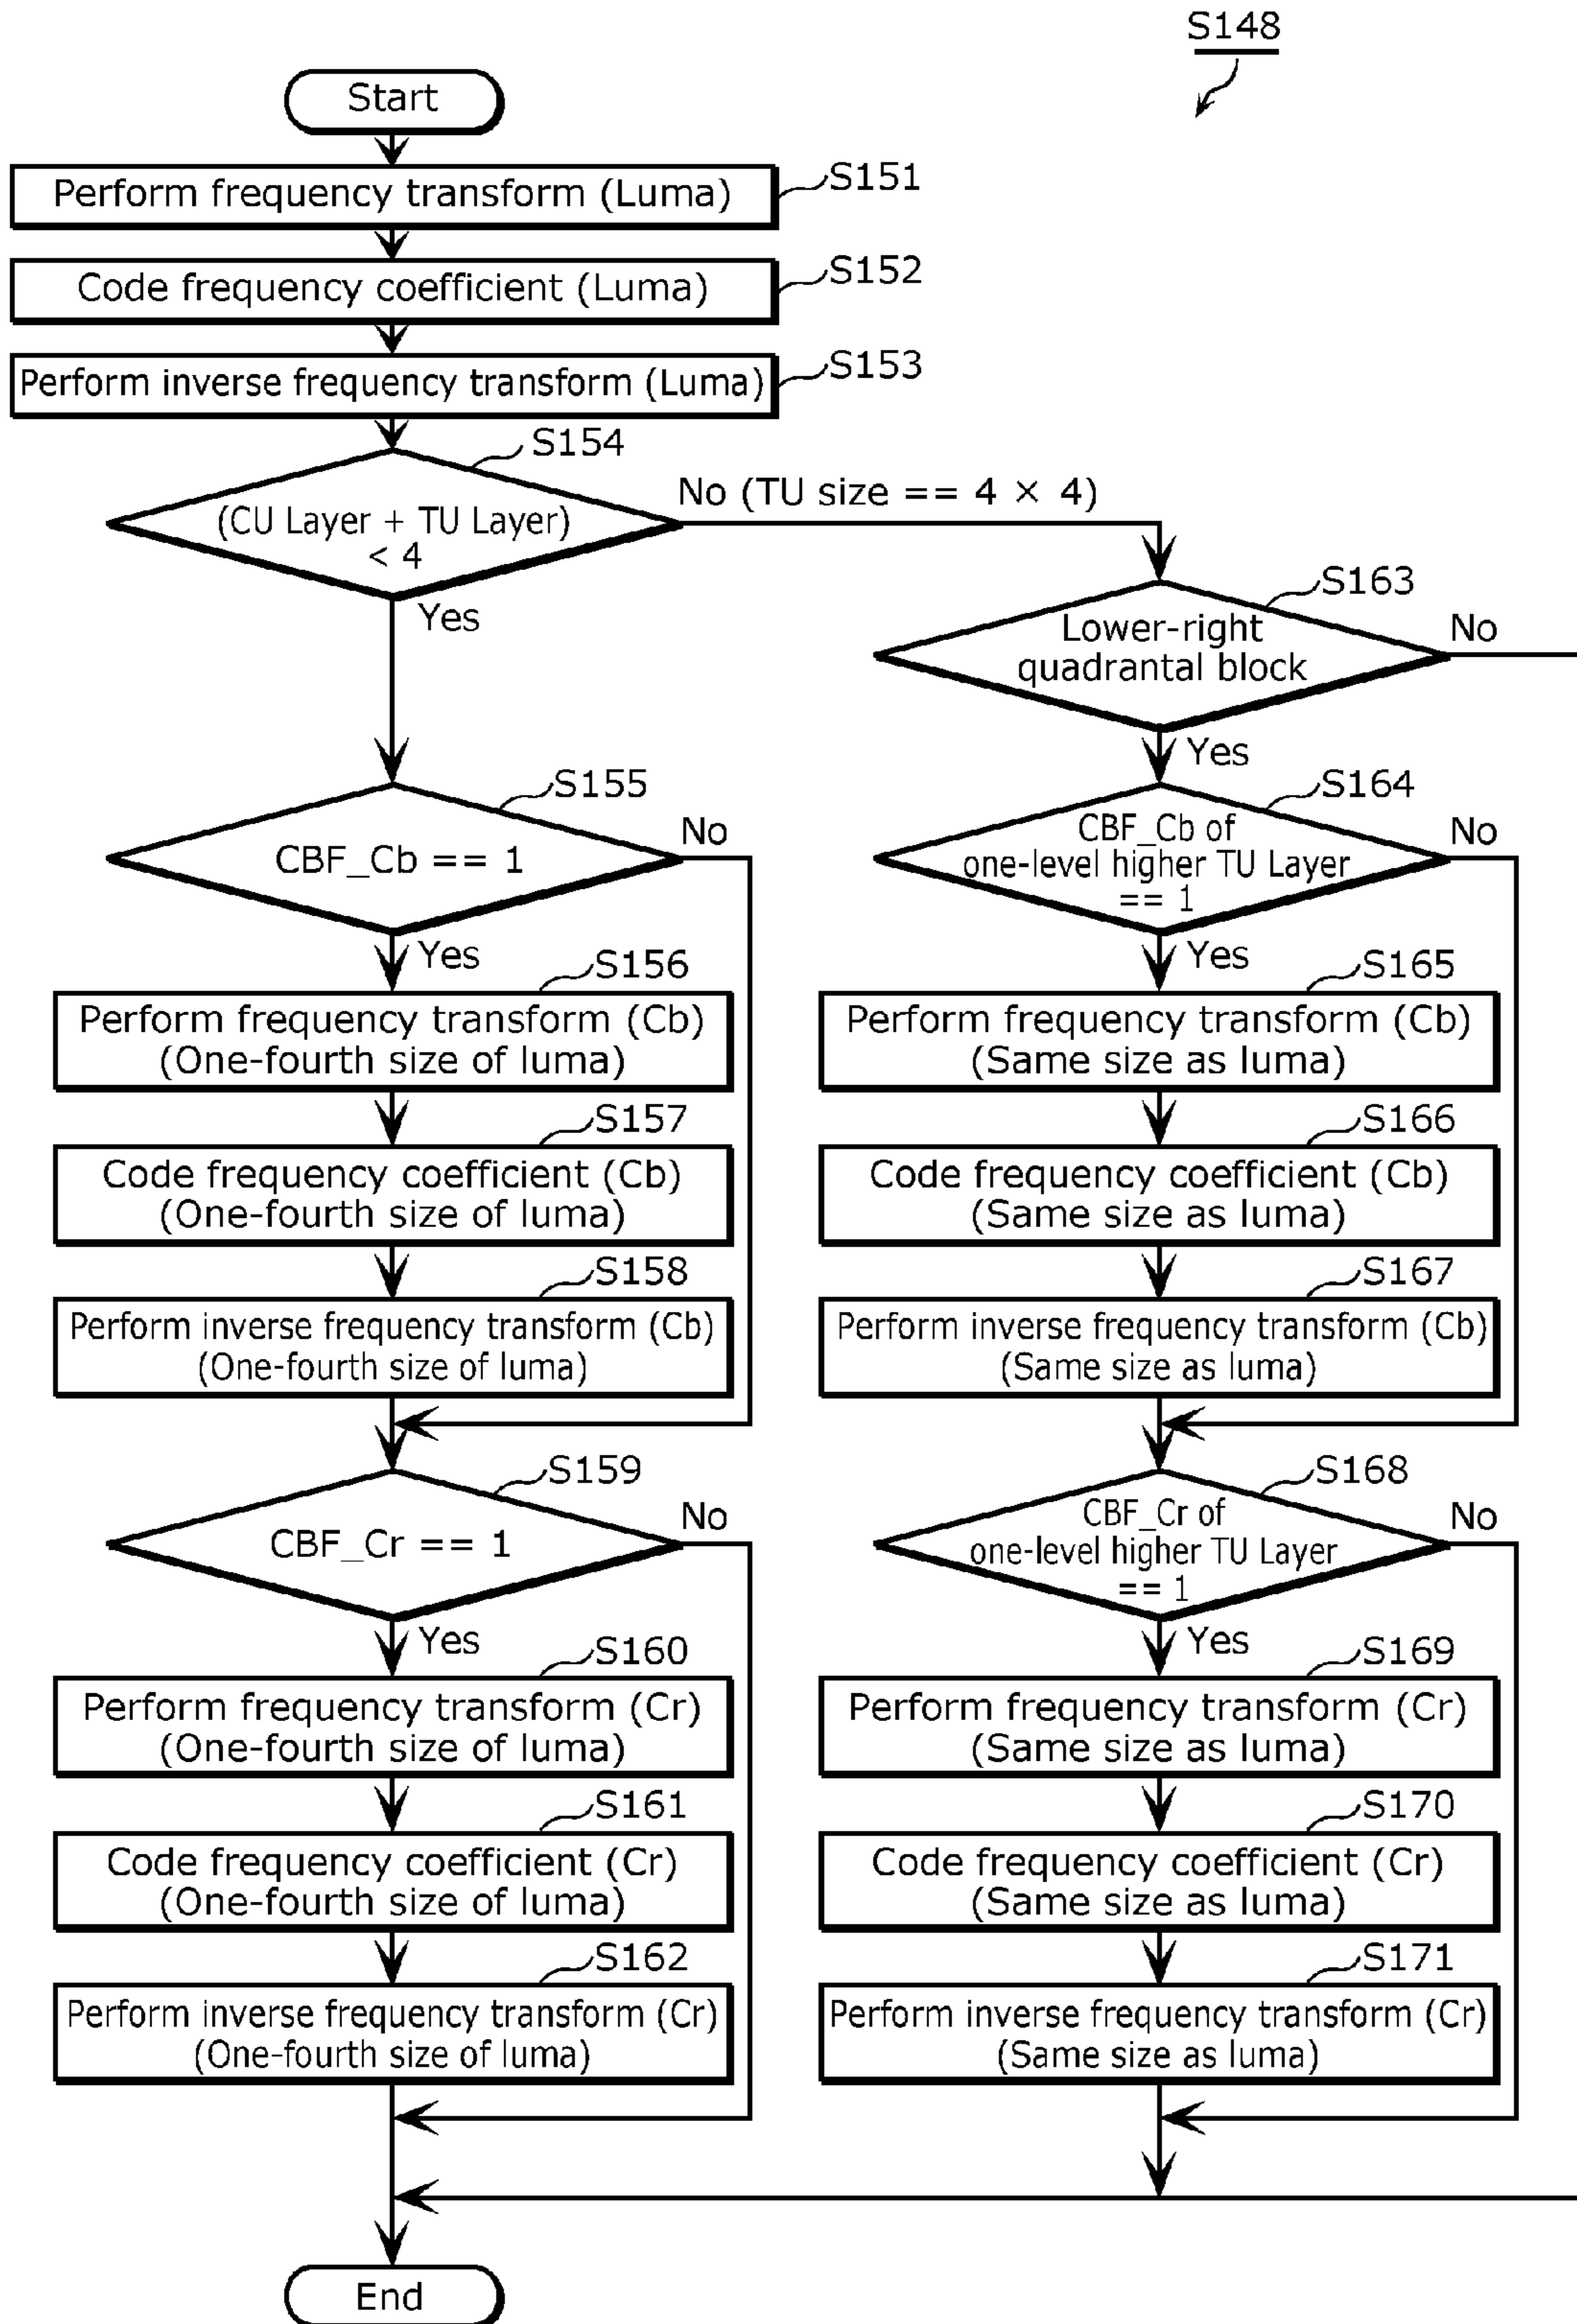 S148
Start
Perform frequency transform (Luma)
S151
Code frequency coefficient (Luma)
S152
Perform inverse frequency transform (Luma)
S153
S154
(CU Layer + TU Layer)
< 4
No (TU size == 4 × 4)
Yes
S155
CBF_Cb == 1
No
Yes
S156
Perform frequency transform (Cb)
(One-fourth size of luma)
S157
Code frequency coefficient (Cb)
(One-fourth size of luma)
S158
Perform inverse frequency transform (Cb)
(One-fourth size of luma)
S159
CBF_Cr == 1
No
Yes
S160
Perform frequency transform (Cr)
(One-fourth size of luma)
S161
Code frequency coefficient (Cr)
(One-fourth size of luma)
S162
Perform inverse frequency transform (Cr)
(One-fourth size of luma)
S163
Lower-right
quadrantal block
No
Yes
S164
CBF_Cb of
one-level higher TU Layer
== 1
No
Yes
S165
Perform frequency transform (Cb)
(Same size as luma)
S166
Code frequency coefficient (Cb)
(Same size as luma)
S167
Perform inverse frequency transform (Cb)
(Same size as luma)
S168
CBF_Cr of
one-level higher TU Layer
== 1
No
Yes
S169
Perform frequency transform (Cr)
(Same size as luma)
S170
Code frequency coefficient (Cr)
(Same size as luma)
S171
Perform inverse frequency transform (Cr)
(Same size as luma)
End